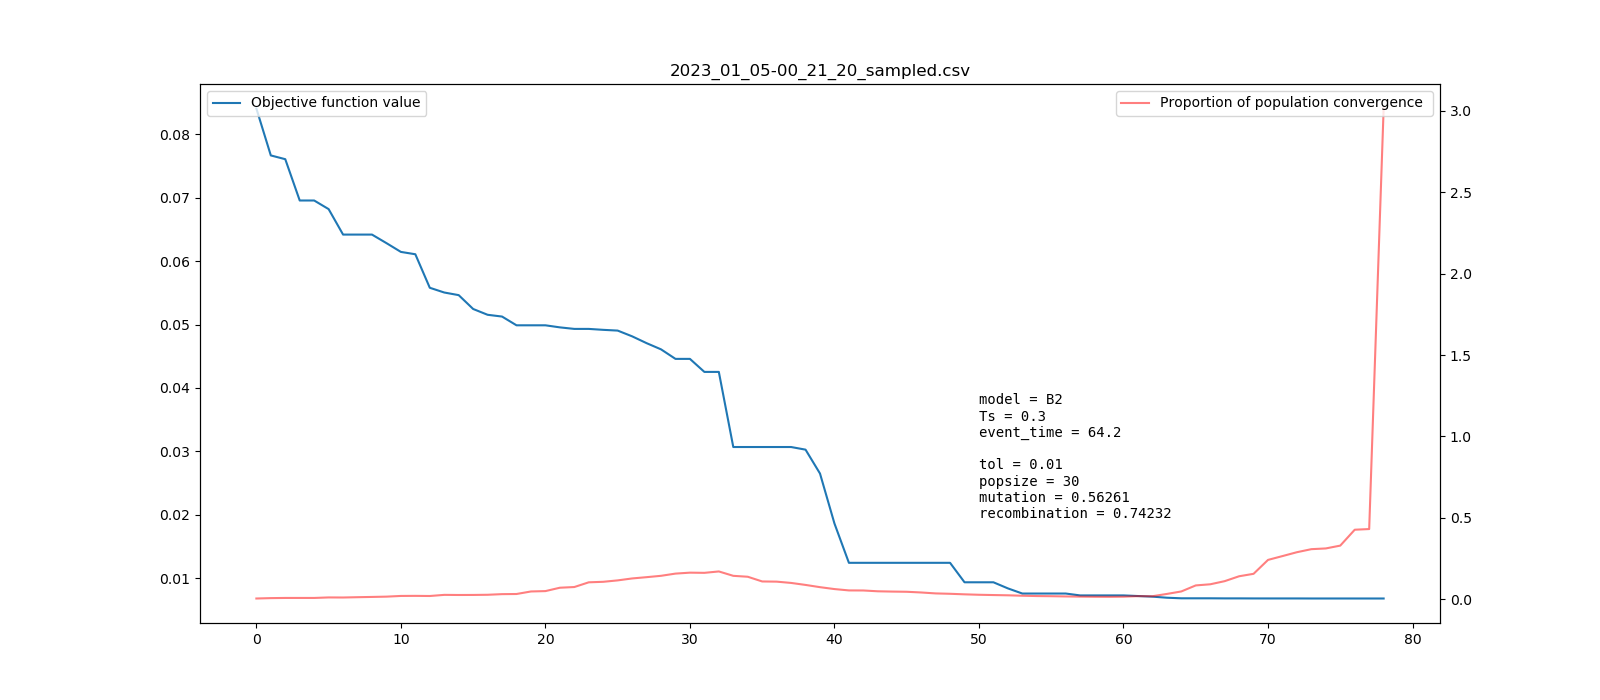 2023_01_05-00_21_20_sampled.csv
Objective function value
Proportion of population convergence
0.08
0.07
0.06
0.05
0.04
0.03
0.02
0.01
3.0
2.5
2.0
1.5
1.0
0.5
0.0
model = B2
Ts = 0.3
event_time = 64.2
tol = 0.01
popsize = 30
mutation = 0.56261
recombination = 0.74232
0 10 20 30 40 50 60 70 80